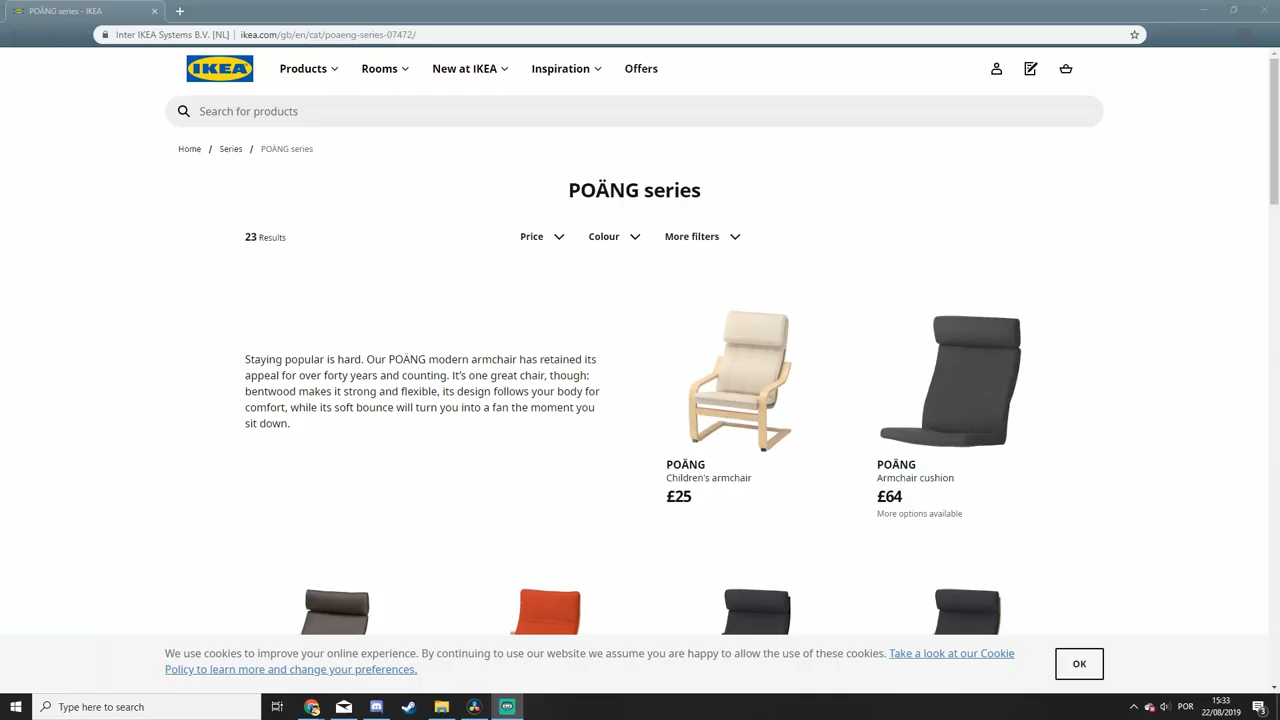 POÄNG series - IKEA
Inter IKEA Systems B.V. [NL] | ikea.com/gb/en/cat/poaeng-series-07472/
IKEA
Products Rooms New at IKEA Inspiration Offers
Search for products
Home / Series / POÄNG series
POÄNG series
23 Results
Price Colour More filters
Staying popular is hard. Our POÄNG modern armchair has retained its
appeal for over forty years and counting. It’s one great chair, though:
bentwood makes it strong and flexible, its design follows your body for
comfort, while its soft bounce will turn you into a fan the moment you
sit down.
POÄNG
Children's armchair
£25
POÄNG
Armchair cushion
£64
More options available
We use cookies to improve your online experience. By continuing to use our website we assume you are happy to allow the use of these cookies. Take a look at our Cookie
Policy to learn more and change your preferences.
OK
Type here to search
POR
15:33
22/08/2019
3